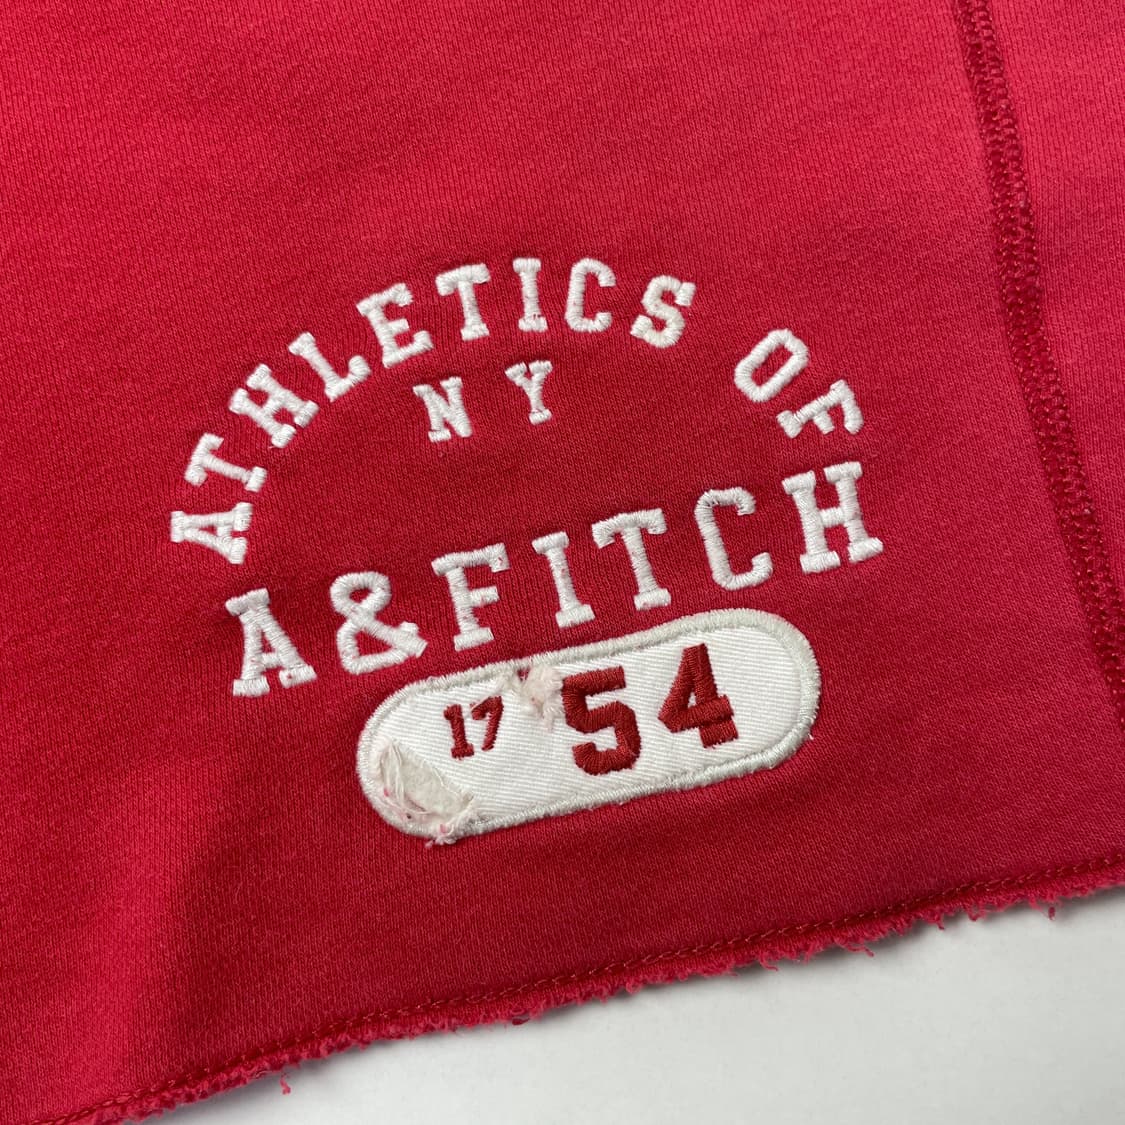 ATHLETICS OF
NY
A&FITCH
17 54